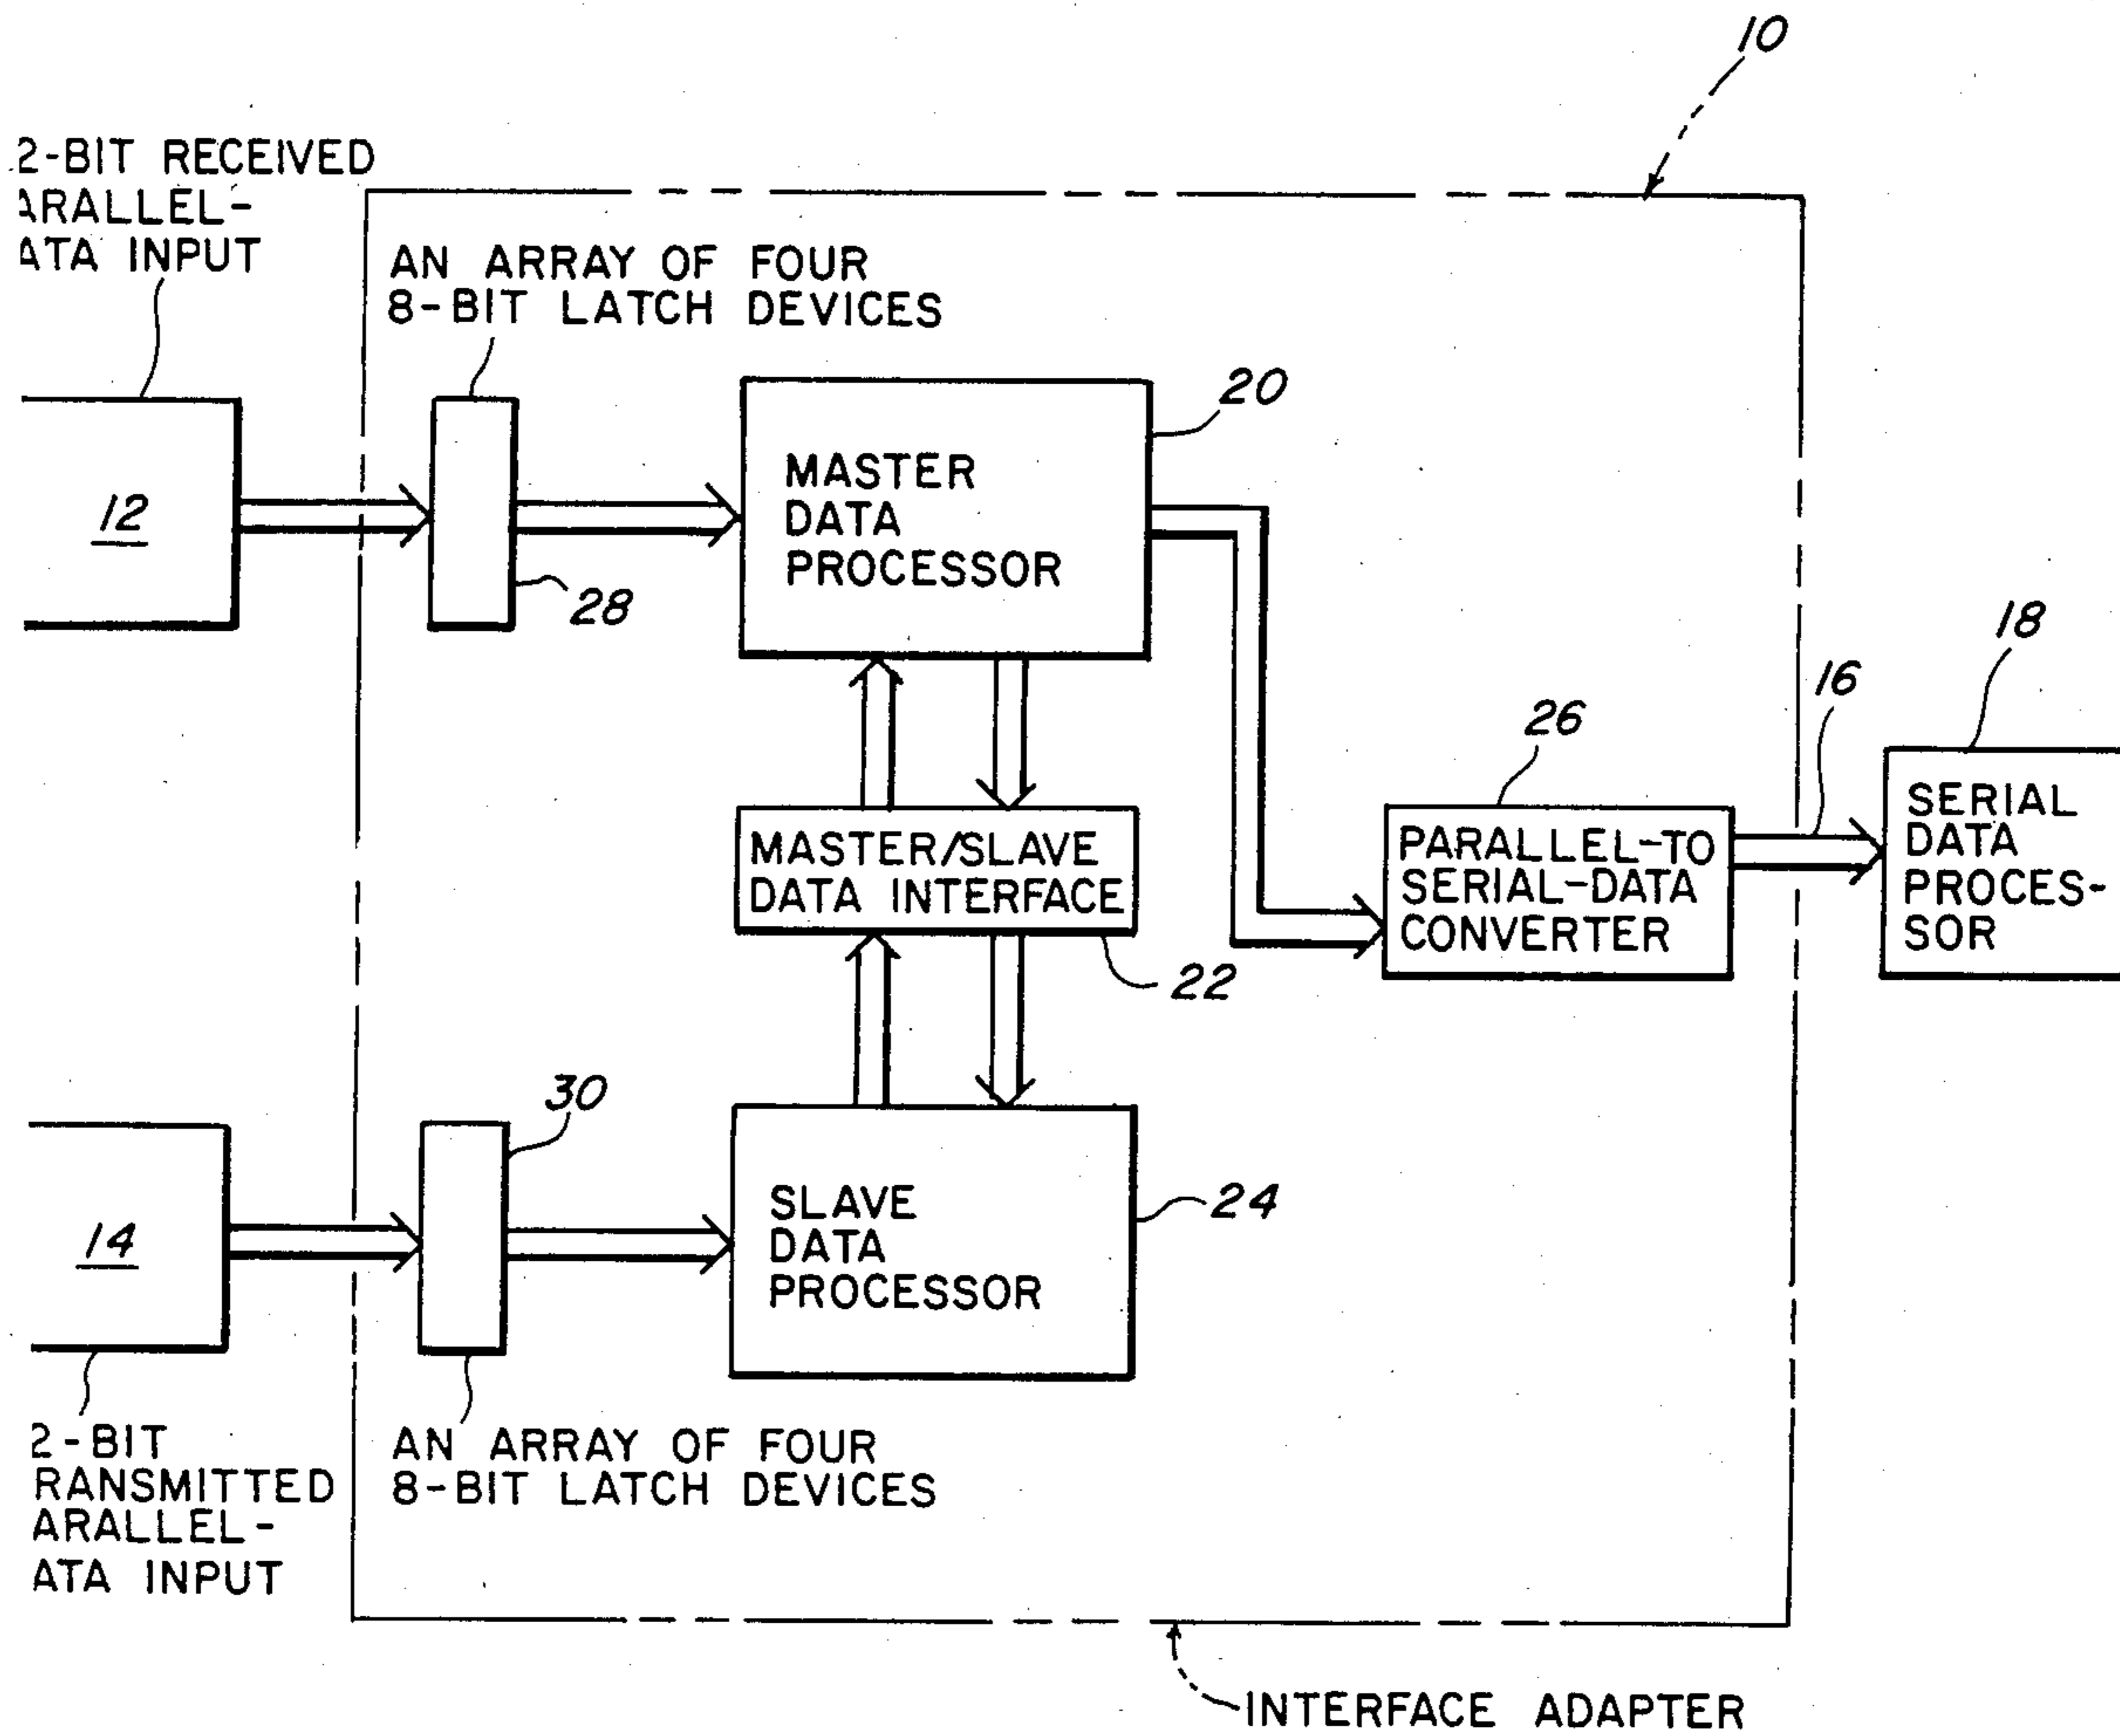 10
2-BIT RECEIVED
ARALLEL-
ATA INPUT
AN ARRAY OF FOUR
8-BIT LATCH DEVICES
20
MASTER
DATA
PROCESSOR
12
28
18
16
26
SERIAL
DATA
PROCES-
SOR
MASTER/SLAVE
DATA INTERFACE
PARALLEL-TO
SERIAL-DATA
CONVERTER
22
30
SLAVE
DATA
PROCESSOR
24
14
2-BIT
RANSMITTED
ARALLEL-
ATA INPUT
AN ARRAY OF FOUR
8-BIT LATCH DEVICES
INTERFACE ADAPTER